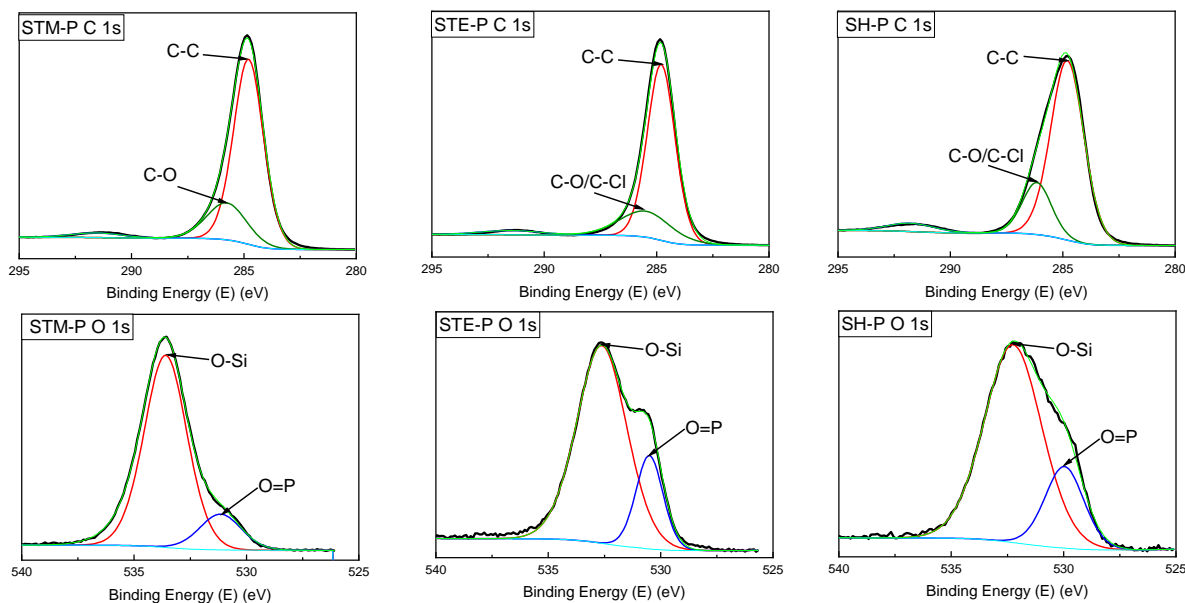 STM-P C 1s
C-C
C-O
295 290 285 280
Binding Energy (E) (eV)
STE-P C 1s
C-C
C-O/C-Cl
295 290 285 280
Binding Energy (E) (eV)
SH-P C 1s
C-C
C-O/C-Cl
295 290 285 280
Binding Energy (E) (eV)
STM-P O 1s
O-Si
O=P
540 535 530 525
Binding Energy (E) (eV)
STE-P O 1s
O-Si
O=P
540 535 530 525
Binding Energy (E) (eV)
SH-P O 1s
O-Si
O=P
540 535 530 525
Binding Energy (E) (eV)